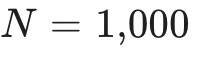 N = 1,000